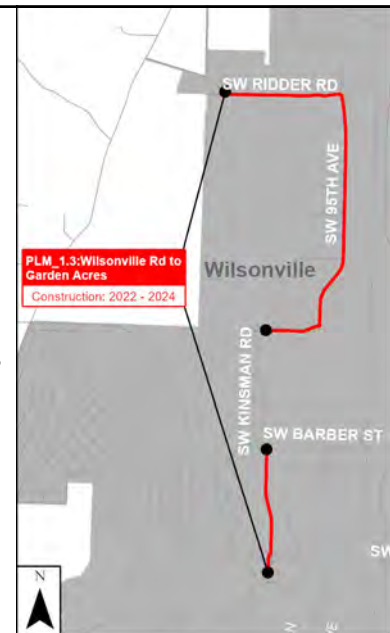 SW RIDDER RD
SW 95TH AVE
PLM_1.3:Wilsonville Rd to
Garden Acres
Construction: 2022 - 2024
Wilsonville
SW KINSMAN RD
SW BARBER ST
SW
N